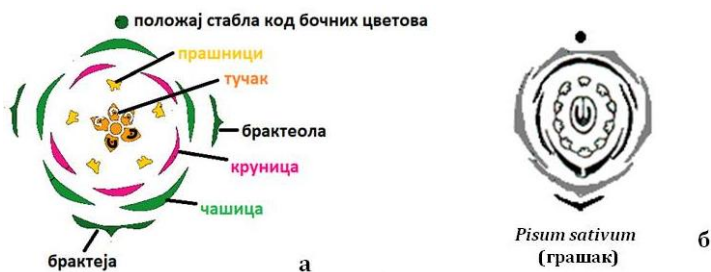 положај стабла код бочних цветова
прашници
тучак
брактеола
круница
чашица
брактеја
а
Pisum sativum
(грашак)
б